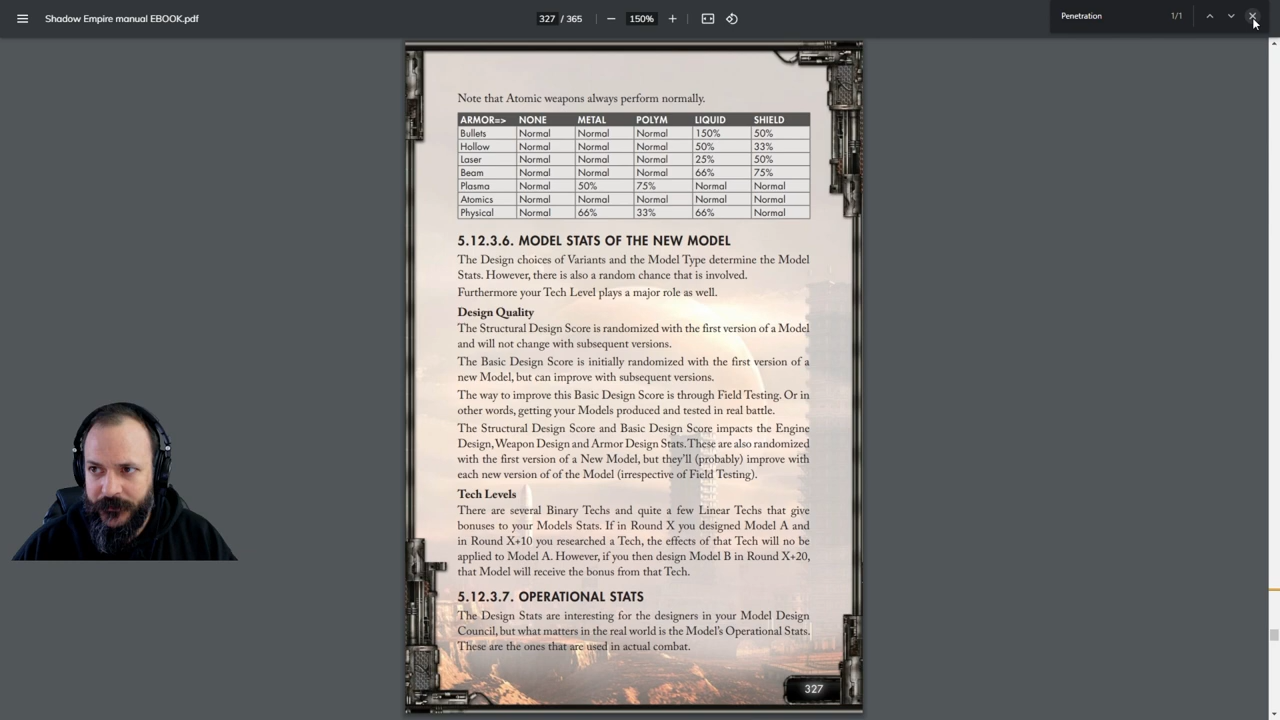 Shadow Empire manual EBOOK.pdf
327 / 365
150%
Penetration
1/1
Note that Atomic weapons always perform normally.
ARMOR=> NONE METAL POLYM LIQUID SHIELD
Bullets Normal Normal Normal 150% 50%
Hollow Normal Normal Normal 50% 33%
Laser Normal Normal Normal 25% 50%
Beam Normal Normal Normal 66% 75%
Plasma Normal 50% 75% Normal Normal
Atomics Normal Normal Normal Normal Normal
Physical Normal 66% 33% 66% Normal
5.12.3.6. MODEL STATS OF THE NEW MODEL
The Design choices of Variants and the Model Type determine the Model
Stats. However, there is also a random chance that is involved.
Furthermore your Tech Level plays a major role as well.
Design Quality
The Structural Design Score is randomized with the first version of a Model
and will not change with subsequent versions.
The Basic Design Score is initially randomized with the first version of a
new Model, but can improve with subsequent versions.
The way to improve this Basic Design Score is through Field Testing. Or in
other words, getting your Models produced and tested in real battle.
The Structural Design Score and Basic Design Score impacts the Engine
Design, Weapon Design and Armor Design Stats. These are also randomized
with the first version of a New Model, but they'll (probably) improve with
each new version of of the Model (irrespective of Field Testing).
Tech Levels
There are several Binary Techs and quite a few Linear Techs that give
bonuses to your Models Stats. If in Round X you designed Model A and
in Round X+10 you researched a Tech, the effects of that Tech will no be
applied to Model A. However, if you then design Model B in Round X+20,
that Model will receive the bonus from that Tech.
5.12.3.7. OPERATIONAL STATS
The Design Stats are interesting for the designers in your Model Design
Council, but what matters in the real world is the Model's Operational Stats.
These are the ones that are used in actual combat.
327